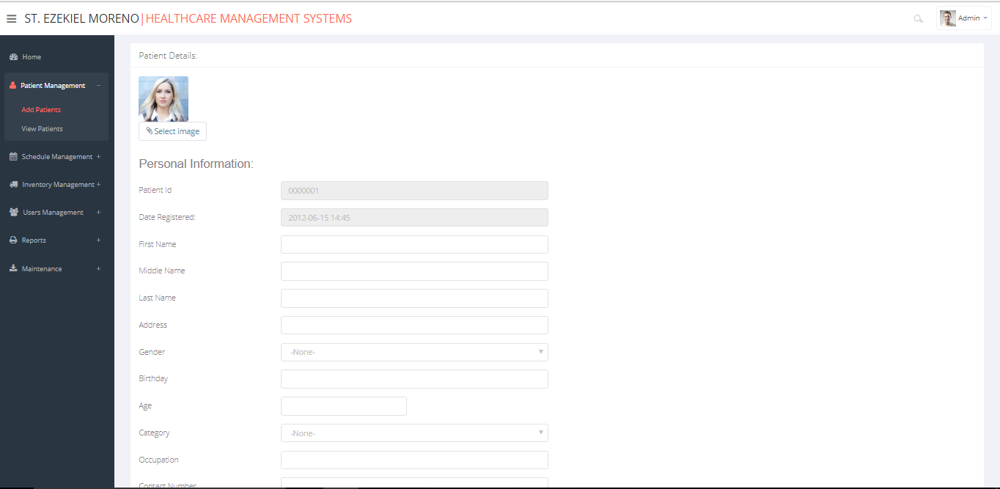 ST. EZEKIEL MORENO|HEALTHCARE MANAGEMENT SYSTEMS
Admin
Home
Patient Management −
Add Patients
View Patients
Schedule Management +
Inventory Management +
Users Management +
Reports +
Maintenance +
Patient Details:
Select image
Personal Information:
Patient Id 0000001
Date Registered: 2012-06-15 14:45
First Name
Middle Name
Last Name
Address
Gender -None-
Birthday
Age
Category -None-
Occupation
Contact Number